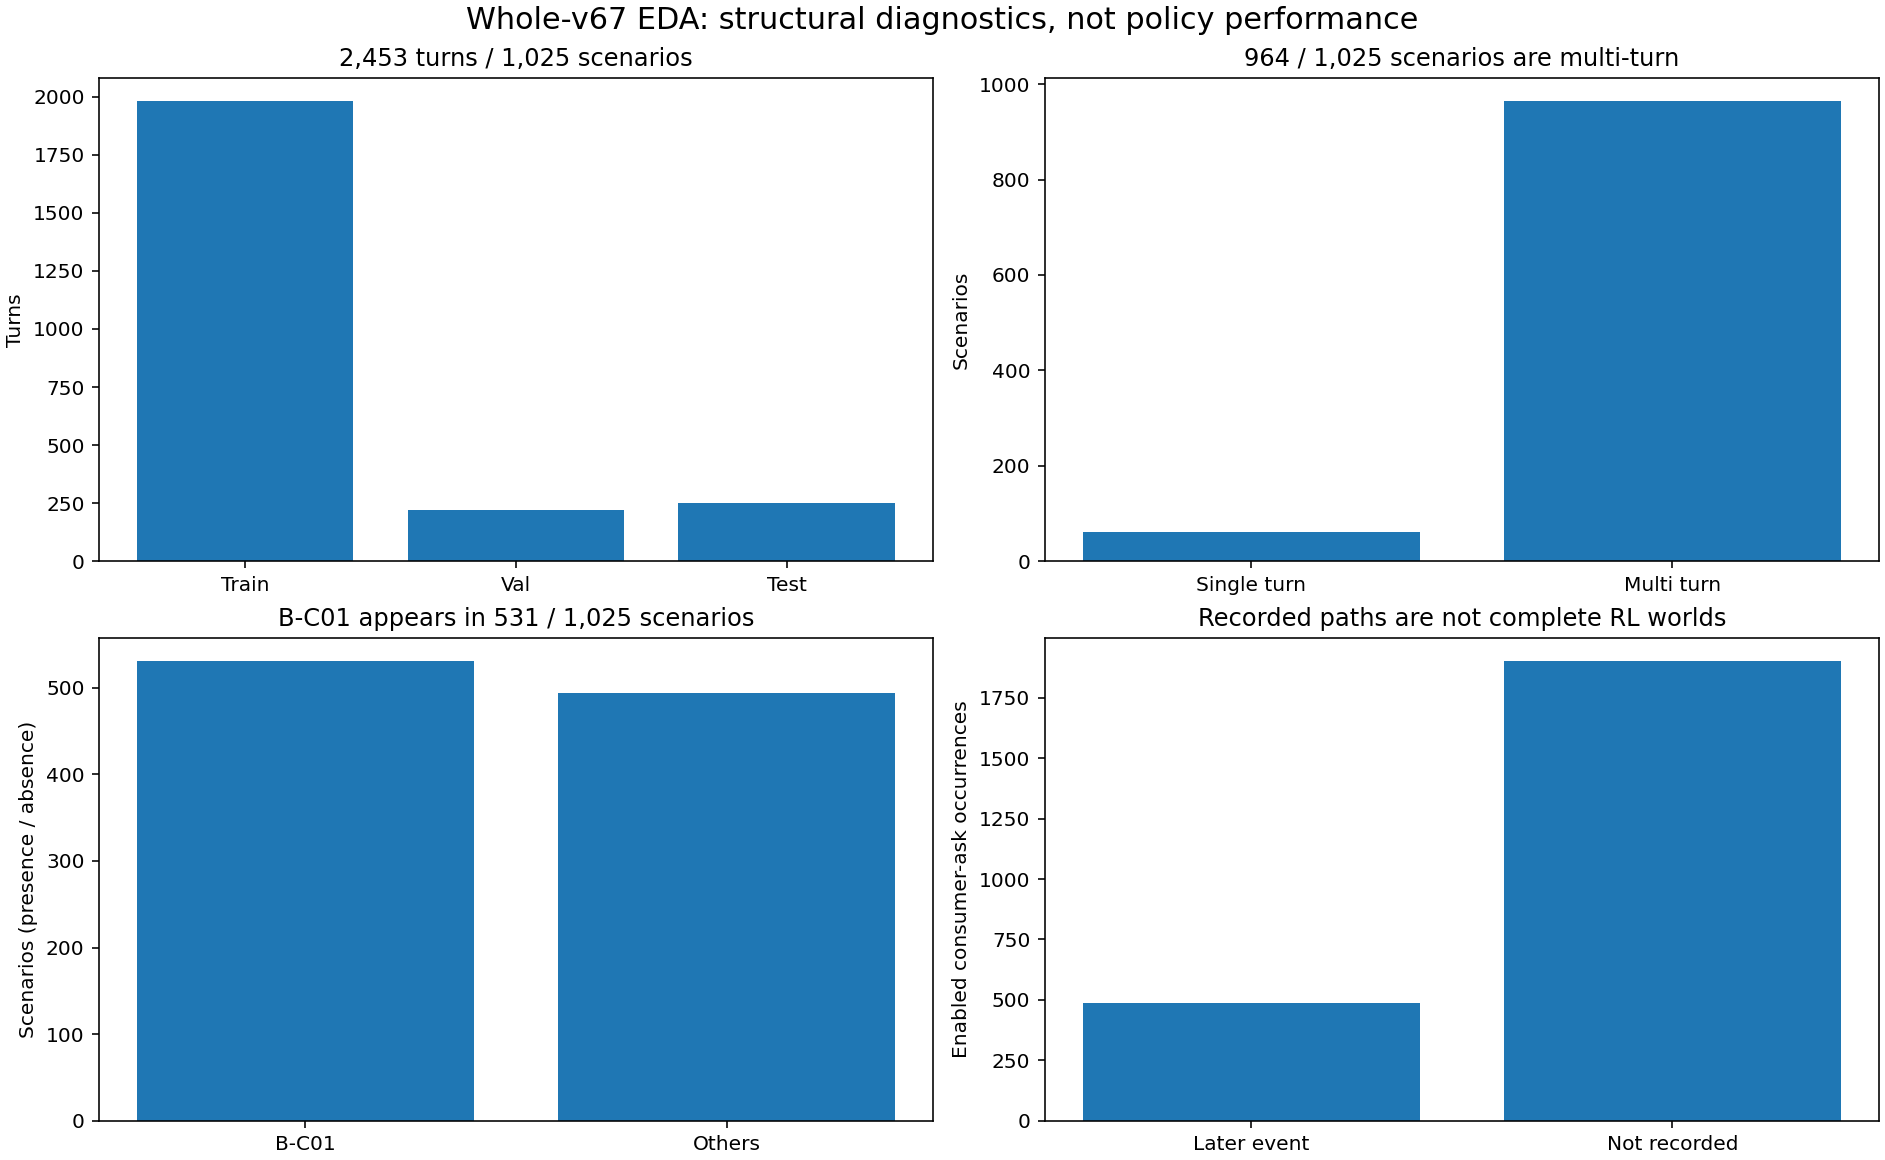 Whole-v67 EDA: structural diagnostics, not policy performance
2,453 turns / 1,025 scenarios
Turns
2000
1750
1500
1250
1000
750
500
250
0
Train
Val
Test
964 / 1,025 scenarios are multi-turn
Scenarios
1000
800
600
400
200
0
Single turn
Multi turn
B-C01 appears in 531 / 1,025 scenarios
Scenarios (presence / absence)
500
400
300
200
100
0
B-C01
Others
Recorded paths are not complete RL worlds
Enabled consumer-ask occurrences
1750
1500
1250
1000
750
500
250
0
Later event
Not recorded